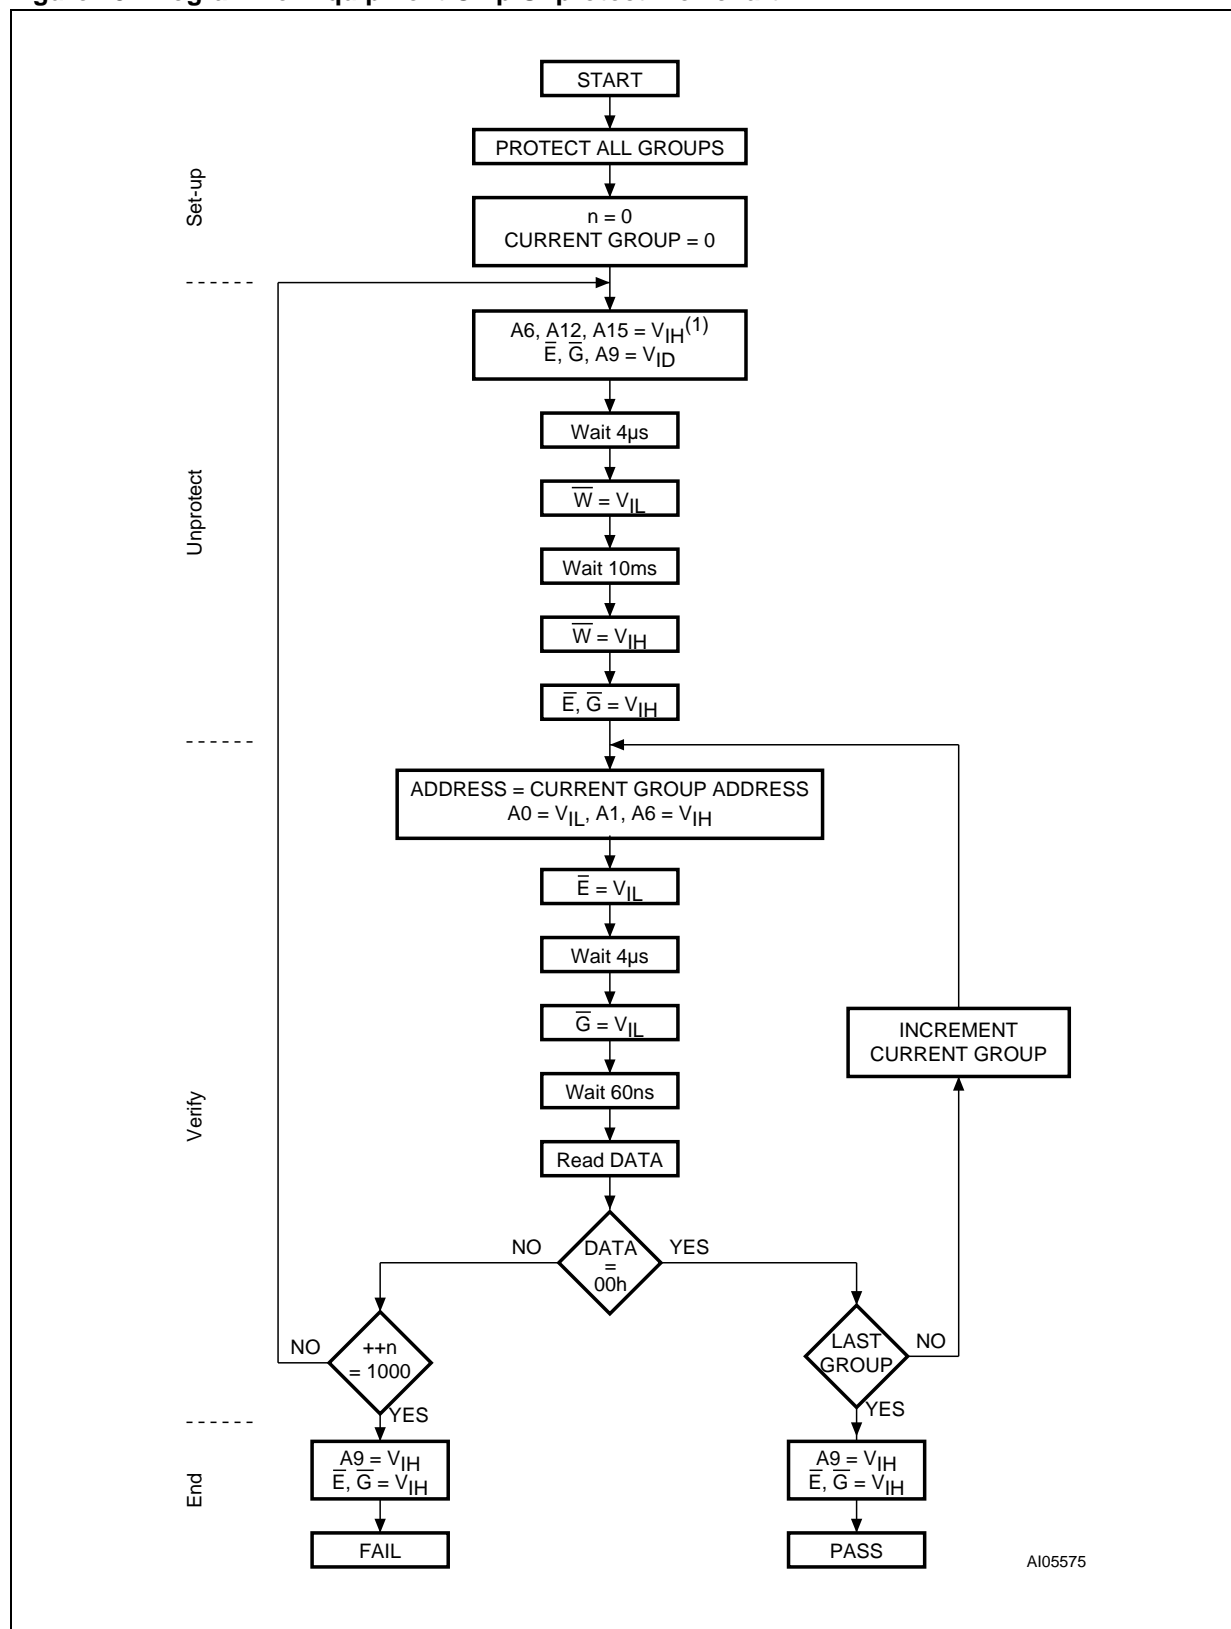 START
PROTECT ALL GROUPS
Set-up
n = 0
CURRENT GROUP = 0
A6, A12, A15 = VIH(1)
E̅, G̅, A9 = VID
Wait 4µs
Unprotect
W̅ = VIL
Wait 10ms
W̅ = VIH
E̅, G̅ = VIH
ADDRESS = CURRENT GROUP ADDRESS
A0 = VIL, A1, A6 = VIH
E̅ = VIL
Wait 4µs
G̅ = VIL
INCREMENT
CURRENT GROUP
Wait 60ns
Verify
Read DATA
NO
DATA
=
00h
YES
NO
++n
= 1000
YES
LAST
GROUP
NO
YES
End
A9 = VIH
E̅, G̅ = VIH
FAIL
A9 = VIH
E̅, G̅ = VIH
PASS
AI05575